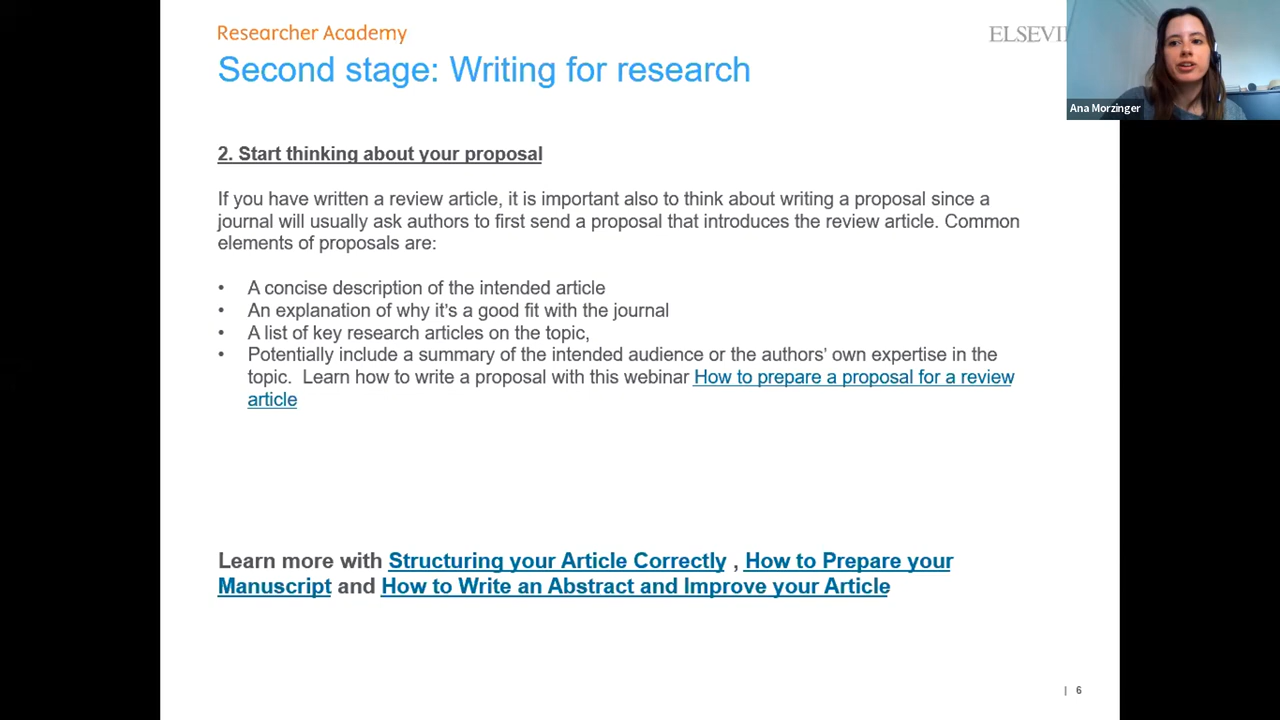 Researcher Academy
ELSEVI
Second stage: Writing for research
Ana Morzinger
2. Start thinking about your proposal
If you have written a review article, it is important also to think about writing a proposal since a
journal will usually ask authors to first send a proposal that introduces the review article. Common
elements of proposals are:
• A concise description of the intended article
• An explanation of why it's a good fit with the journal
• A list of key research articles on the topic,
• Potentially include a summary of the intended audience or the authors' own expertise in the
topic. Learn how to write a proposal with this webinar How to prepare a proposal for a review
article
Learn more with Structuring your Article Correctly , How to Prepare your
Manuscript and How to Write an Abstract and Improve your Article
| 6